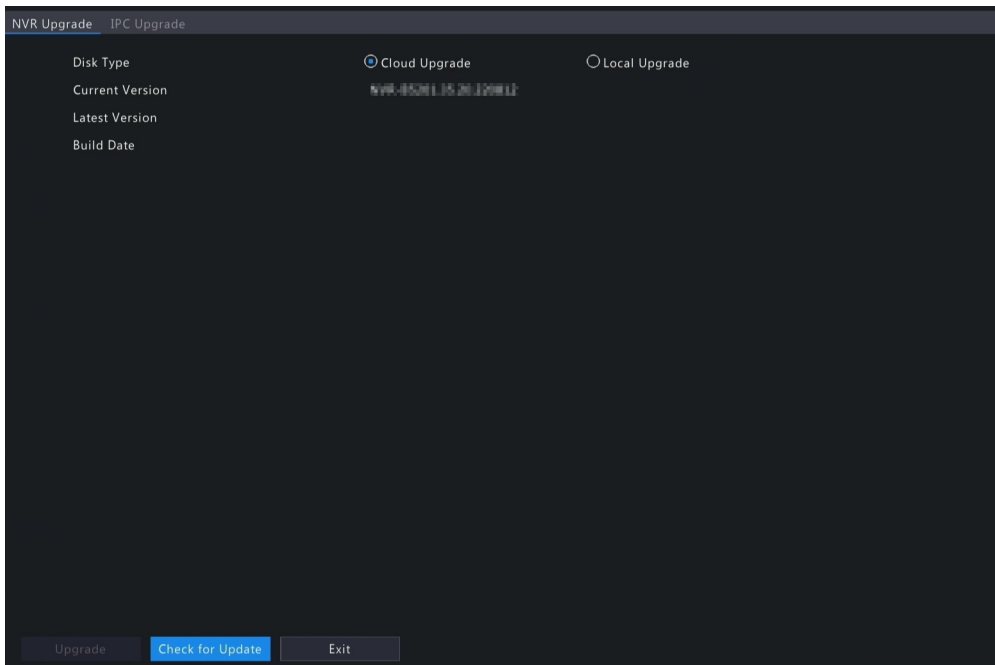 NVR Upgrade IPC Upgrade
Disk Type Cloud Upgrade Local Upgrade
Current Version
Latest Version
Build Date
Upgrade Check for Update Exit